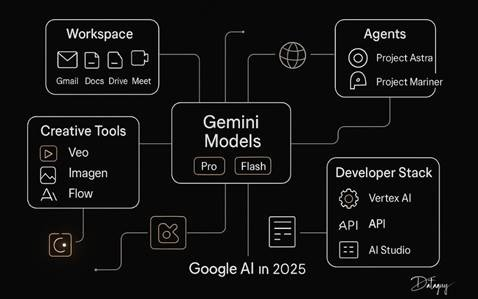 Workspace
Gmail Docs Drive Meet
Agents
Project Astra
Project Mariner
Creative Tools
Veo
Imagen
Flow
Gemini
Models
Pro Flash
Developer Stack
Vertex AI
API API
AI Studio
Google AI in 2025
Dataguy